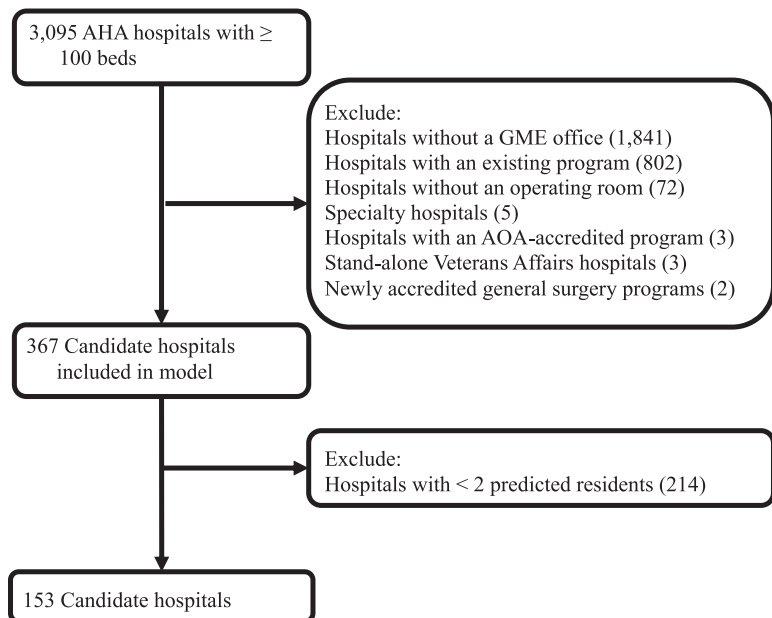 3,095 AHA hospitals with ≥
100 beds
Exclude:
Hospitals without a GME office (1,841)
Hospitals with an existing program (802)
Hospitals without an operating room (72)
Specialty hospitals (5)
Hospitals with an AOA-accredited program (3)
Stand-alone Veterans Affairs hospitals (3)
Newly accredited general surgery programs (2)
367 Candidate hospitals
included in model
Exclude:
Hospitals with < 2 predicted residents (214)
153 Candidate hospitals